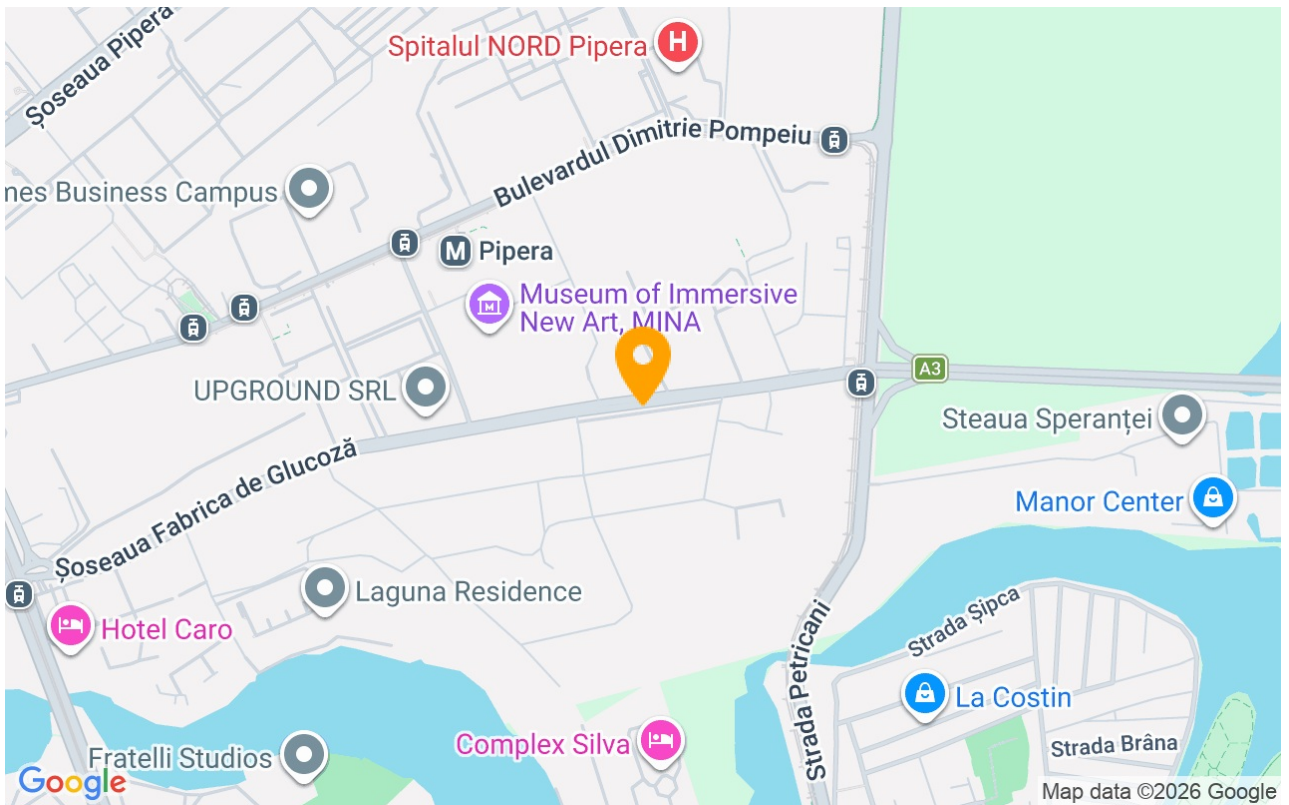 Șoseaua Pipera
Spitalul NORD Pipera
H
Bulevardul Dimitrie Pompeiu
mes Business Campus
M
Pipera
Museum of Immersive
New Art, MINA
M
A3
UPGROUND SRL
Steaua Speranței
Manor Center
Șoseaua Fabrica de Glucoză
Laguna Residence
Hotel Caro
Strada Șipca
Strada Petricani
La Costin
Complex Silva
Strada Brâna
Fratelli Studios
Google
Map data ©2026 Google